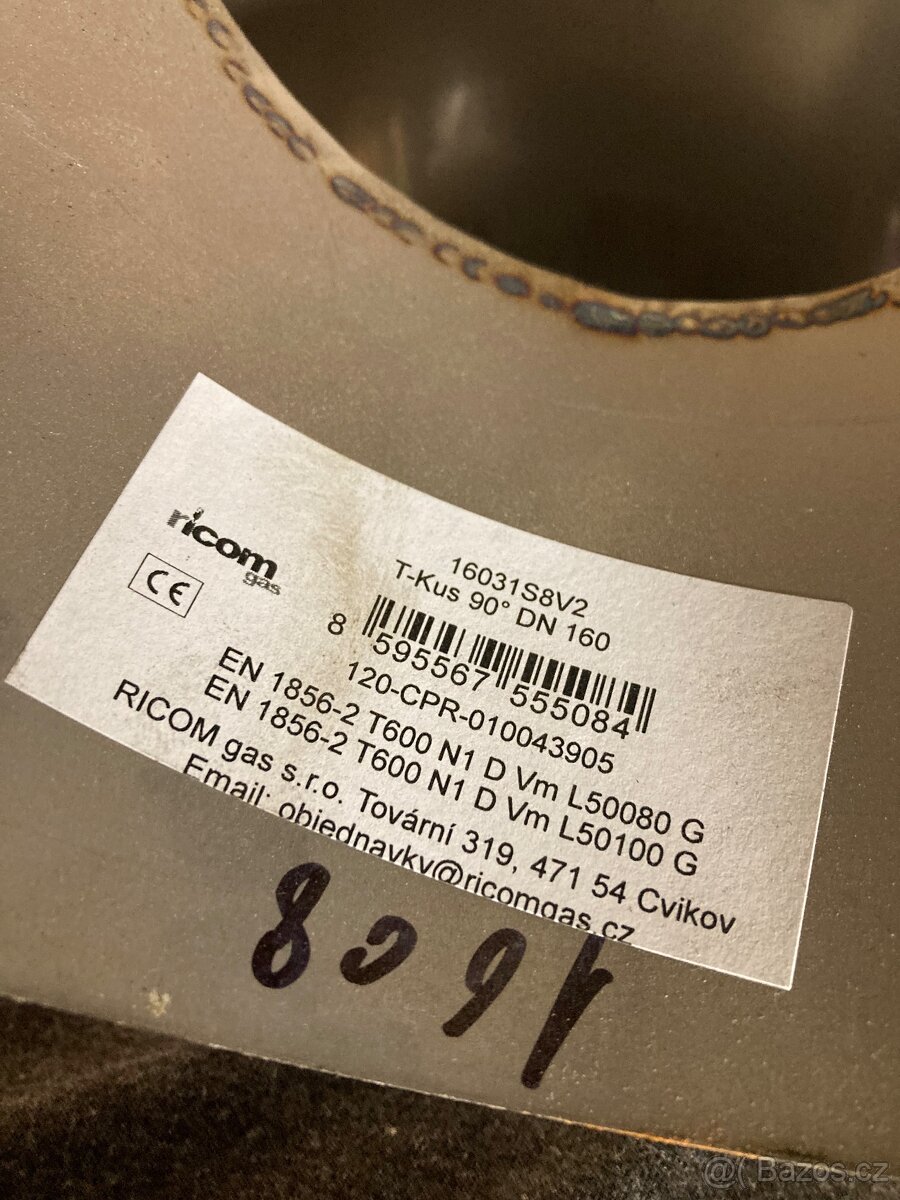 ricom
gas
CE
16031S8V2
T-Kus 90° DN 160
8 595567 555084
120-CPR-010043905
EN 1856-2 T600 N1 D Vm L50080 G
EN 1856-2 T600 N1 D Vm L50100 G
RICOM gas s.r.o. Tovární 319, 471 54 Cvikov
Email: objednavky@ricomgas.cz
@( Bazos.cz